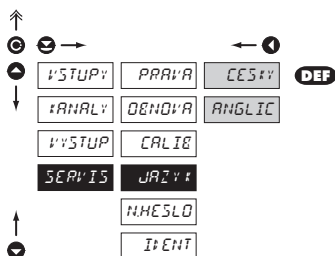 VSTUPY PRAVA CESKY DEF
KANALY OBNOVA ANGLIC
VYSTUP CALIB
SERVIS JAZYK
N.HESLO
IDENT